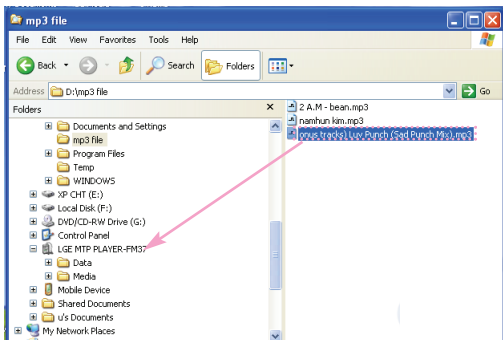 mp3 file
File Edit View Favorites Tools Help
Back Search Folders
Address D:\mp3 file Go
Folders
2 A.M - bean.mp3
namhun kim.mp3
onus tracks) Luv Punch (Sad Punch Mix).mp3
Documents and Settings
mp3 file
Program Files
Temp
WINDOWS
XP CHT (E:)
Local Disk (F:)
DVD/CD-RW Drive (G:)
Control Panel
LGE MTP PLAYER-FM37
Data
Media
Mobile Device
Shared Documents
u's Documents
My Network Places